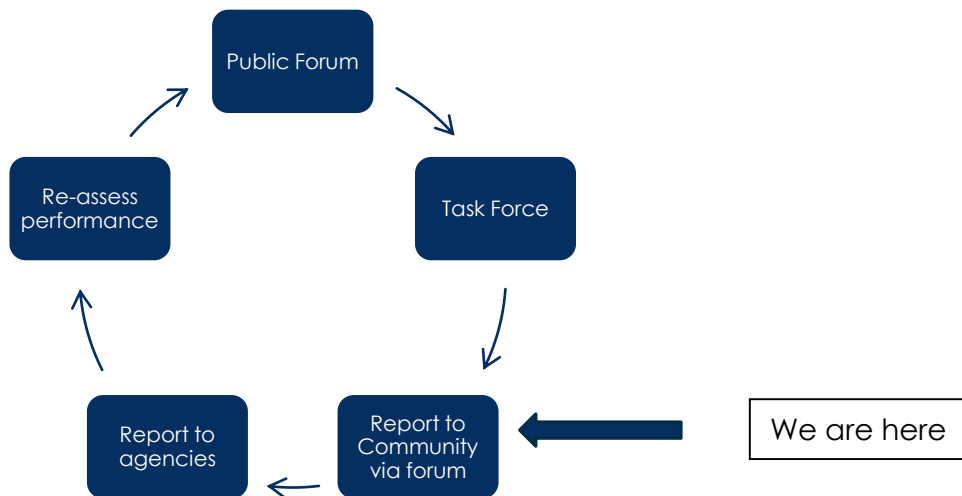 Public Forum
Task Force
Report to
Community
via forum
We are here
Report to
agencies
Re-assess
performance